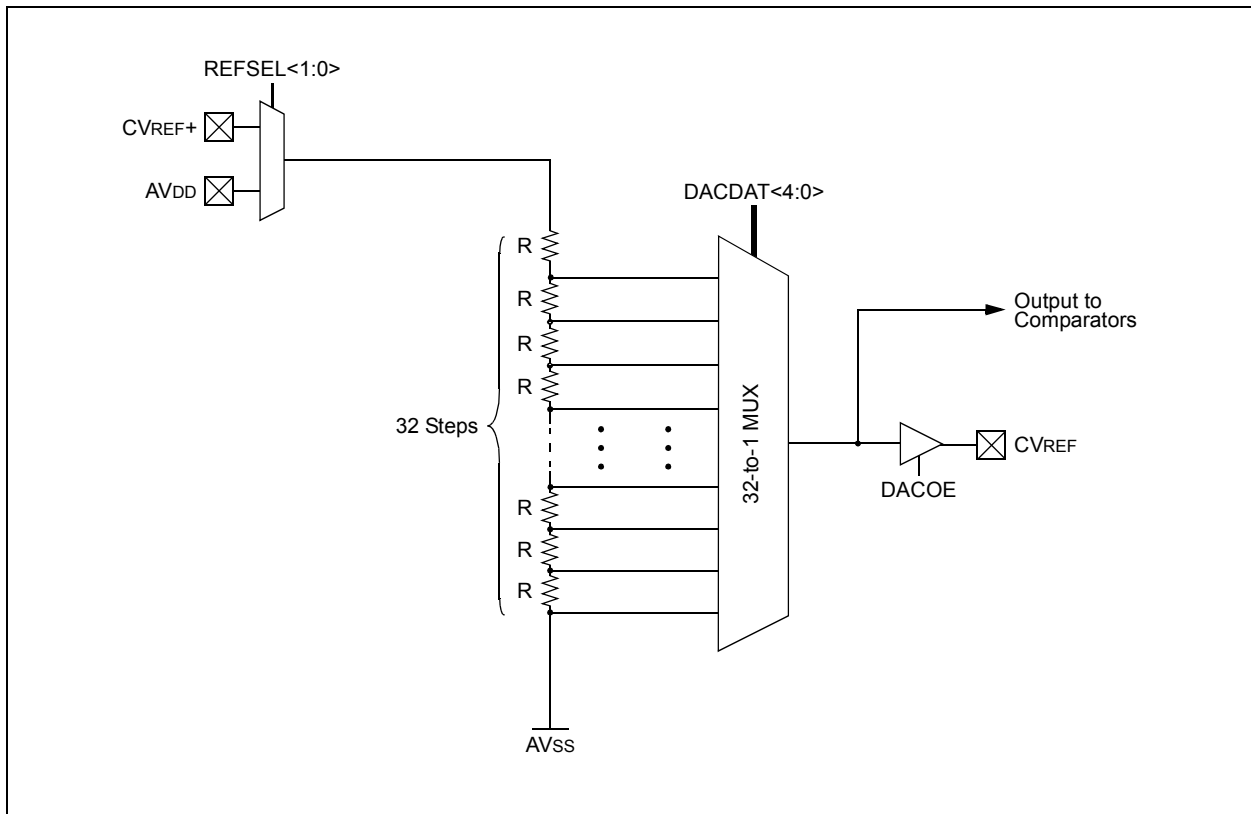 REFSEL<1:0>
CVREF+
AVDD
DACDAT<4:0>
R
R
R
R
32 Steps
R
R
R
32-to-1 MUX
Output to
Comparators
CVREF
DACOE
AVSS